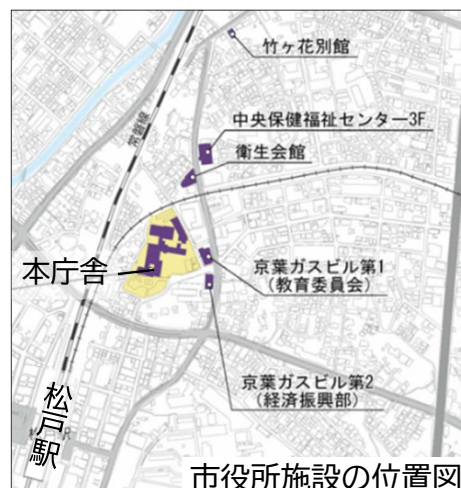 竹ヶ花別館
中央保健福祉センター3F
衛生会館
常磐線
本庁舎
京葉ガスビル第1
(教育委員会)
京葉ガスビル第2
(経済振興部)
松戸駅
市役所施設の位置図